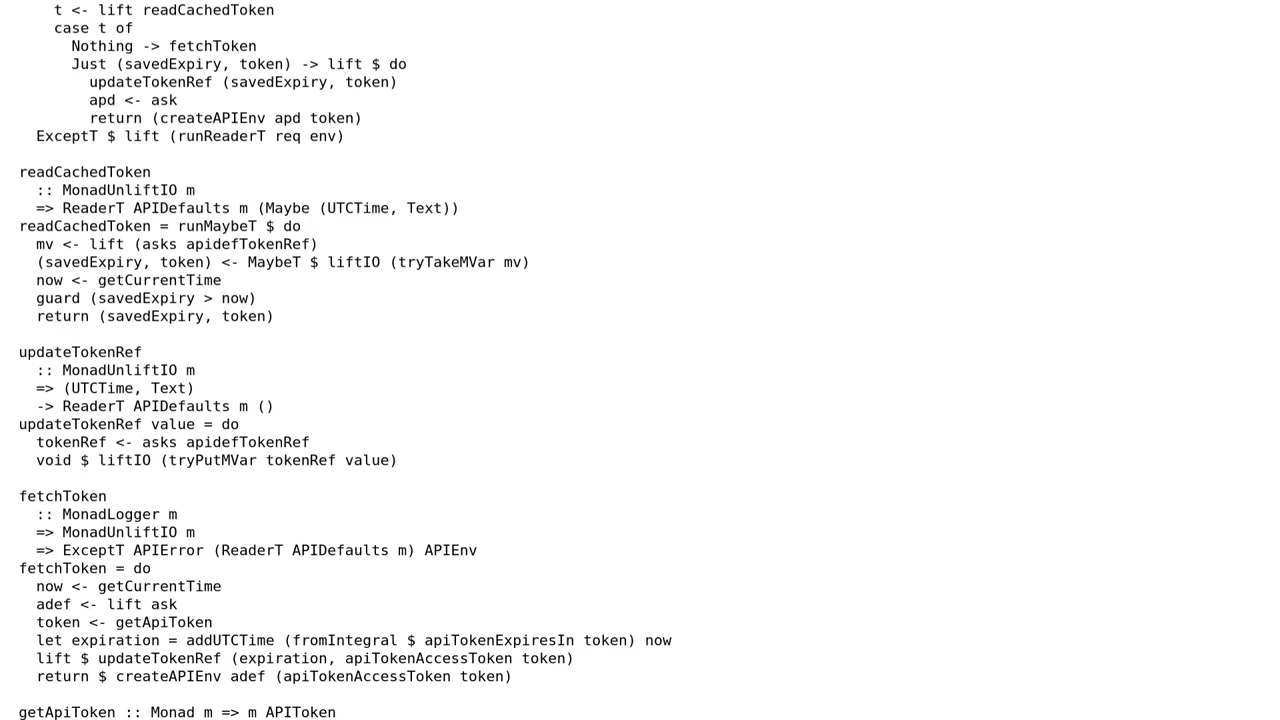 t <- lift readCachedToken
    case t of
      Nothing -> fetchToken
      Just (savedExpiry, token) -> lift $ do
        updateTokenRef (savedExpiry, token)
        apd <- ask
        return (createAPIEnv apd token)
  ExceptT $ lift (runReaderT req env)

readCachedToken
  :: MonadUnliftIO m
  => ReaderT APIDefaults m (Maybe (UTCTime, Text))
readCachedToken = runMaybeT $ do
  mv <- lift (asks apidefTokenRef)
  (savedExpiry, token) <- MaybeT $ liftIO (tryTakeMVar mv)
  now <- getCurrentTime
  guard (savedExpiry > now)
  return (savedExpiry, token)

updateTokenRef
  :: MonadUnliftIO m
  => (UTCTime, Text)
  -> ReaderT APIDefaults m ()
updateTokenRef value = do
  tokenRef <- asks apidefTokenRef
  void $ liftIO (tryPutMVar tokenRef value)

fetchToken
  :: MonadLogger m
  => MonadUnliftIO m
  => ExceptT APIError (ReaderT APIDefaults m) APIEnv
fetchToken = do
  now <- getCurrentTime
  adef <- lift ask
  token <- getApiToken
  let expiration = addUTCTime (fromIntegral $ apiTokenExpiresIn token) now
  lift $ updateTokenRef (expiration, apiTokenAccessToken token)
  return $ createAPIEnv adef (apiTokenAccessToken token)

getApiToken :: Monad m => m APIToken